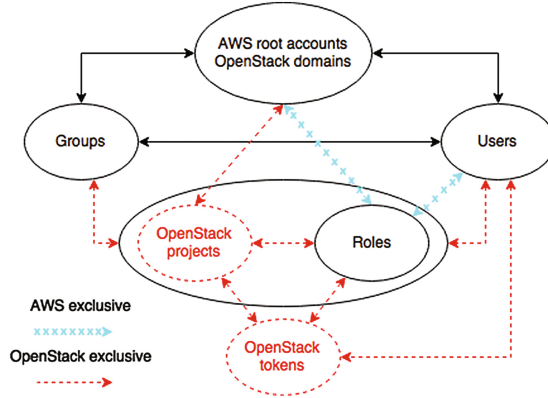 AWS root accounts
OpenStack domains
Groups
Users
OpenStack
projects
Roles
AWS exclusive
OpenStack exclusive
OpenStack
tokens